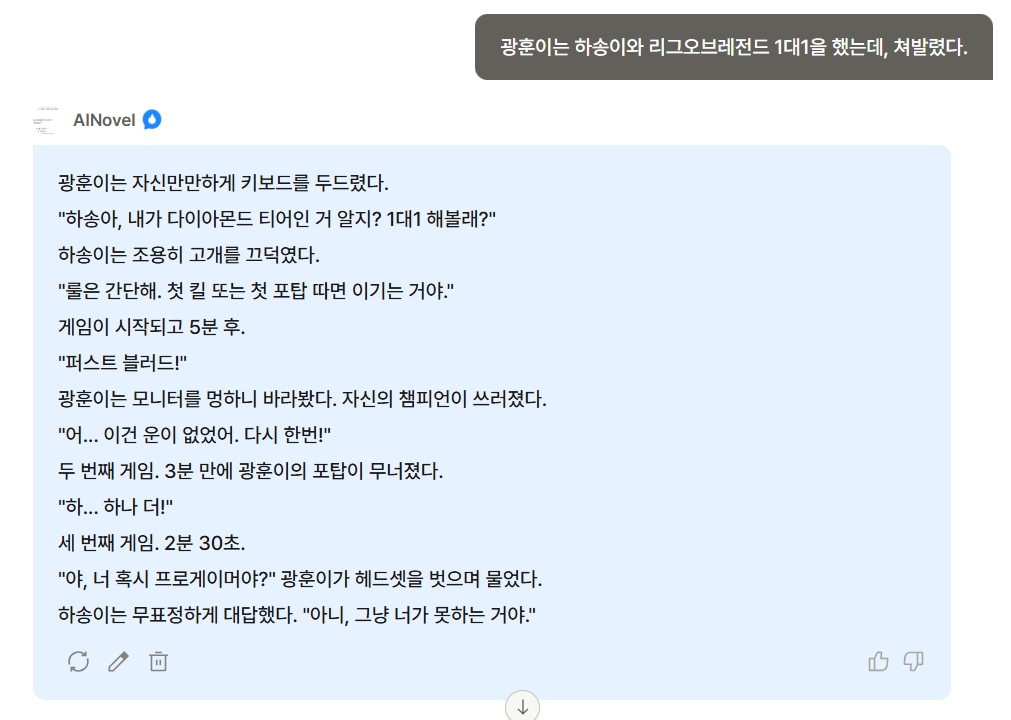 광훈이는 하송이와 리그오브레전드 1대1을 했는데, 쳐발렸다.
AINovel
광훈이는 자신만만하게 키보드를 두드렸다.
"하송아, 내가 다이아몬드 티어인 거 알지? 1대1 해볼래?"
하송이는 조용히 고개를 끄덕였다.
"룰은 간단해. 첫 킬 또는 첫 포탑 따면 이기는 거야."
게임이 시작되고 5분 후.
"퍼스트 블러드!"
광훈이는 모니터를 멍하니 바라봤다. 자신의 챔피언이 쓰러졌다.
"어... 이건 운이 없었어. 다시 한번!"
두 번째 게임. 3분 만에 광훈이의 포탑이 무너졌다.
"하... 하나 더!"
세 번째 게임. 2분 30초.
"야, 너 혹시 프로게이머야?" 광훈이가 헤드셋을 벗으며 물었다.
하송이는 무표정하게 대답했다. "아니, 그냥 너가 못하는 거야."